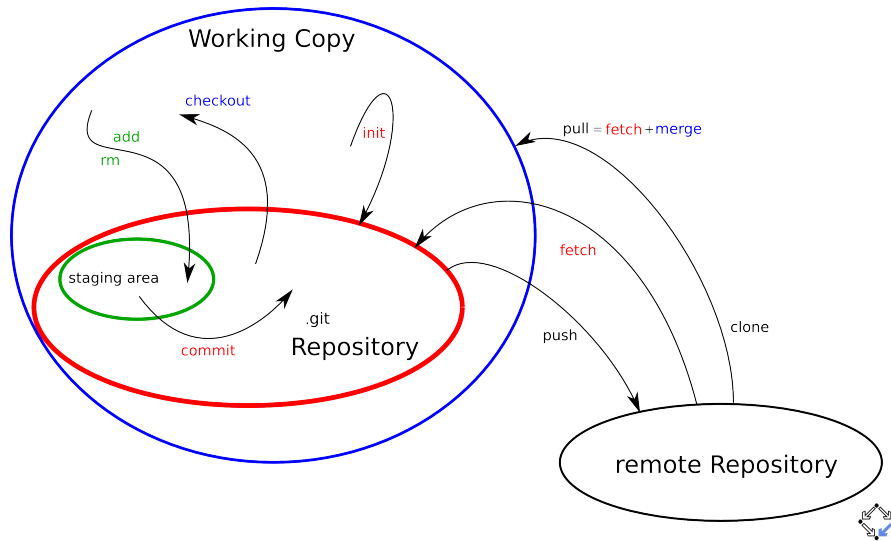 Working Copy
checkout
add
rm
init
pull = fetch+merge
fetch
staging area
commit
.git
Repository
push
clone
remote Repository